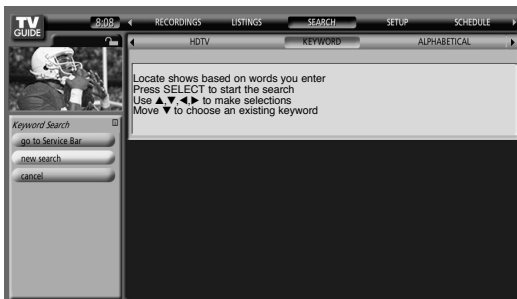 TV
GUIDE
8:08
RECORDINGS LISTINGS SEARCH SETUP SCHEDULE
HDTV KEYWORD ALPHABETICAL
Locate shows based on words you enter
Press SELECT to start the search
Use ▲,▼,◀,▶ to make selections
Move ▼ to choose an existing keyword
Keyword Search
go to Service Bar
new search
cancel